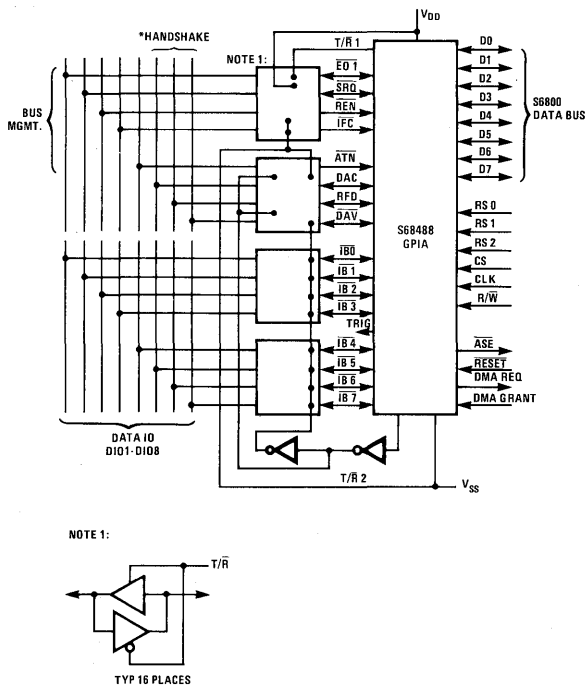 V_DD
*HANDSHAKE
T/R̅ 1
NOTE 1:
BUS
MGMT.
E̅O̅ 1
S̅R̅Q̅
R̅E̅N̅
I̅F̅C̅
A̅T̅N̅
DAC
RFD
D̅A̅V̅
I̅B̅0̅
I̅B̅ 1
I̅B̅ 2
I̅B̅ 3
TRIG
I̅B̅ 4
I̅B̅ 5
I̅B̅ 6
I̅B̅ 7
S68488
GPIA
D0
D1
D2
D3
D4
D5
D6
D7
S6800
DATA BUS
RS 0
RS 1
RS 2
CS
CLK
R/W̅
A̅S̅E̅
R̅E̅S̅E̅T̅
DMA REQ
DMA GRANT
DATA IO
DIO1-DIO8
T/R̅ 2
V_SS
NOTE 1:
T/R̅
TYP 16 PLACES